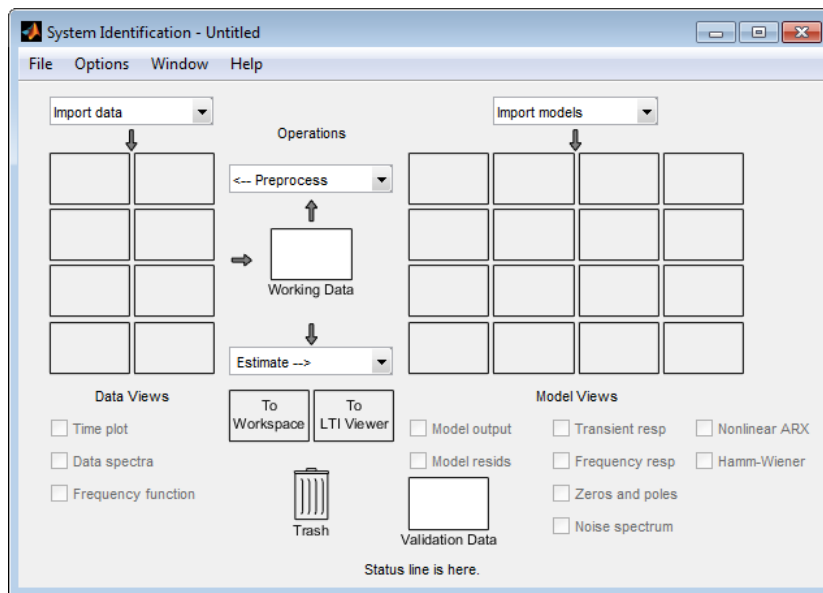 System Identification - Untitled
File Options Window Help
Import data
Import models
Operations
<-- Preprocess
Working Data
Estimate -->
Data Views
Model Views
To Workspace
To LTI Viewer
Time plot
Data spectra
Frequency function
Model output
Transient resp
Nonlinear ARX
Model resids
Frequency resp
Hamm-Wiener
Zeros and poles
Noise spectrum
Trash
Validation Data
Status line is here.